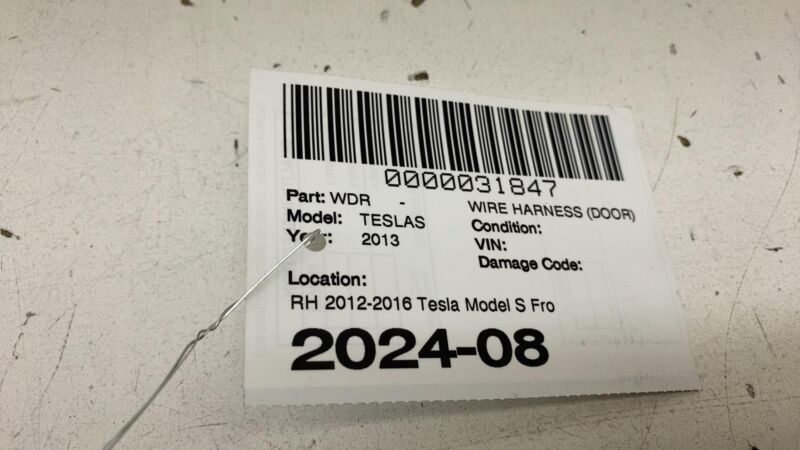 0000031847
Part: WDR - WIRE HARNESS (DOOR)
Model: TESLAS Condition:
Year: 2013 VIN:
Damage Code:
Location:
RH 2012-2016 Tesla Model S Fro
2024-08